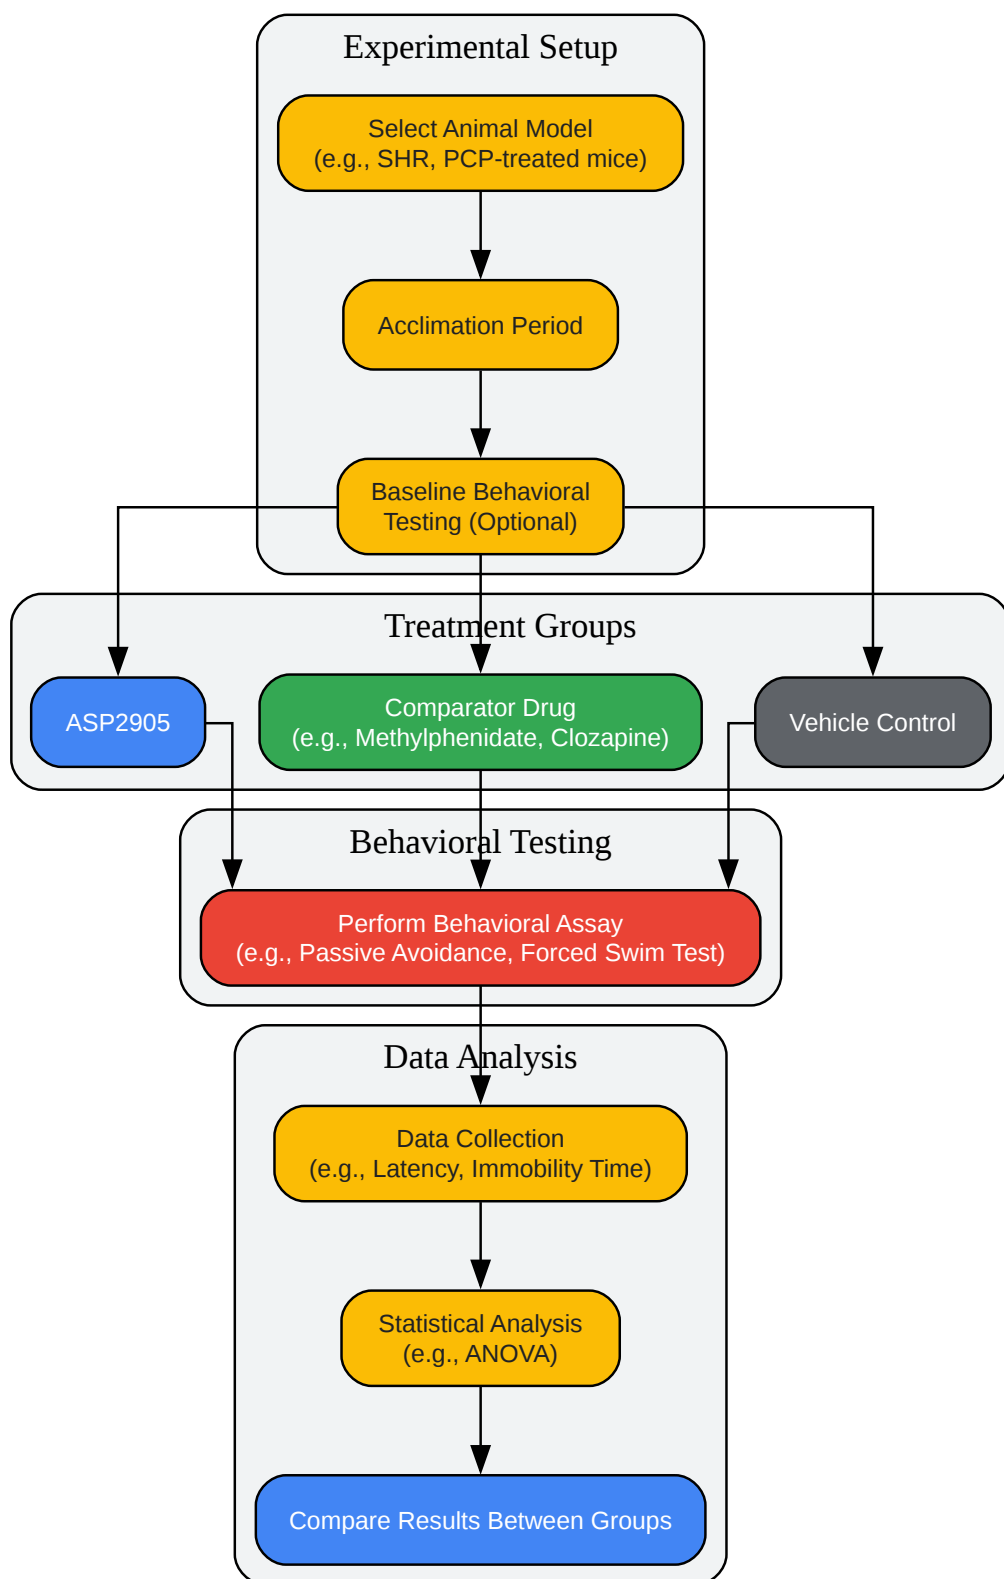 Experimental Setup
Select Animal Model
(e.g., SHR, PCP-treated mice)
Acclimation Period
Baseline Behavioral
Testing (Optional)
Treatment Groups
ASP2905
Comparator Drug
(e.g., Methylphenidate, Clozapine)
Vehicle Control
Behavioral Testing
Perform Behavioral Assay
(e.g., Passive Avoidance, Forced Swim Test)
Data Analysis
Data Collection
(e.g., Latency, Immobility Time)
Statistical Analysis
(e.g., ANOVA)
Compare Results Between Groups